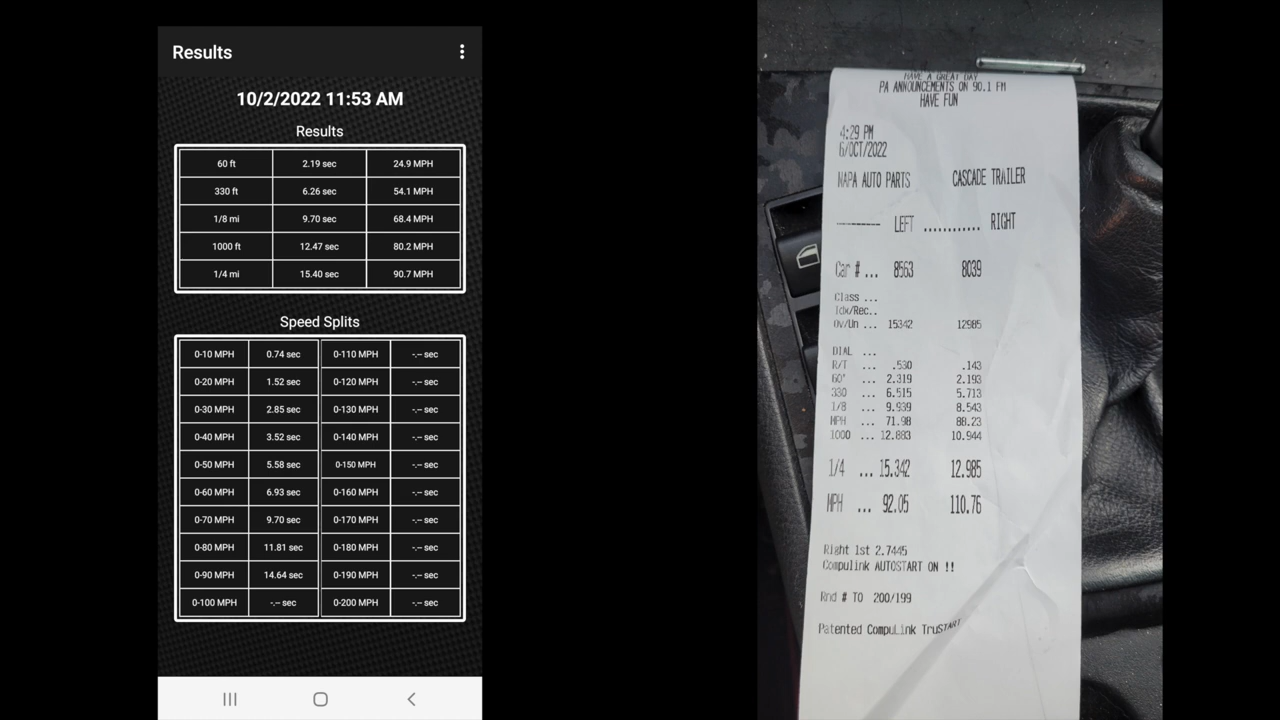 Results
10/2/2022 11:53 AM
Results
60 ft 2.19 sec 24.9 MPH
330 ft 6.26 sec 54.1 MPH
1/8 mi 9.70 sec 68.4 MPH
1000 ft 12.47 sec 80.2 MPH
1/4 mi 15.40 sec 90.7 MPH
Speed Splits
0-10 MPH 0.74 sec 0-110 MPH -.-- sec
0-20 MPH 1.52 sec 0-120 MPH -.-- sec
0-30 MPH 2.85 sec 0-130 MPH -.-- sec
0-40 MPH 3.52 sec 0-140 MPH -.-- sec
0-50 MPH 5.58 sec 0-150 MPH -.-- sec
0-60 MPH 6.93 sec 0-160 MPH -.-- sec
0-70 MPH 9.70 sec 0-170 MPH -.-- sec
0-80 MPH 11.81 sec 0-180 MPH -.-- sec
0-90 MPH 14.64 sec 0-190 MPH -.-- sec
0-100 MPH -.-- sec 0-200 MPH -.-- sec
HAVE A GREAT DAY
PA ANNOUNCEMENTS ON 90.1 FM
HAVE FUN
4:29 PM
6/OCT/2022
NAPA AUTO PARTS CASCADE TRAILER
-------- LEFT ............ RIGHT
Car # ... 8563 8039
Class ...
Idx/Rec..
Ov/Un ... 15342 12985
DIAL ...
R/T ... .530 .143
60' ... 2.319 2.193
330 ... 6.515 5.713
1/8 ... 9.939 8.543
MPH ... 71.98 88.23
1000 ... 12.883 10.944
1/4 ... 15.342 12.985
MPH ... 92.05 110.76
Right 1st 2.7445
Compulink AUTOSTART ON !!
Rnd # TO 200/199
Patented CompuLink TruSTART